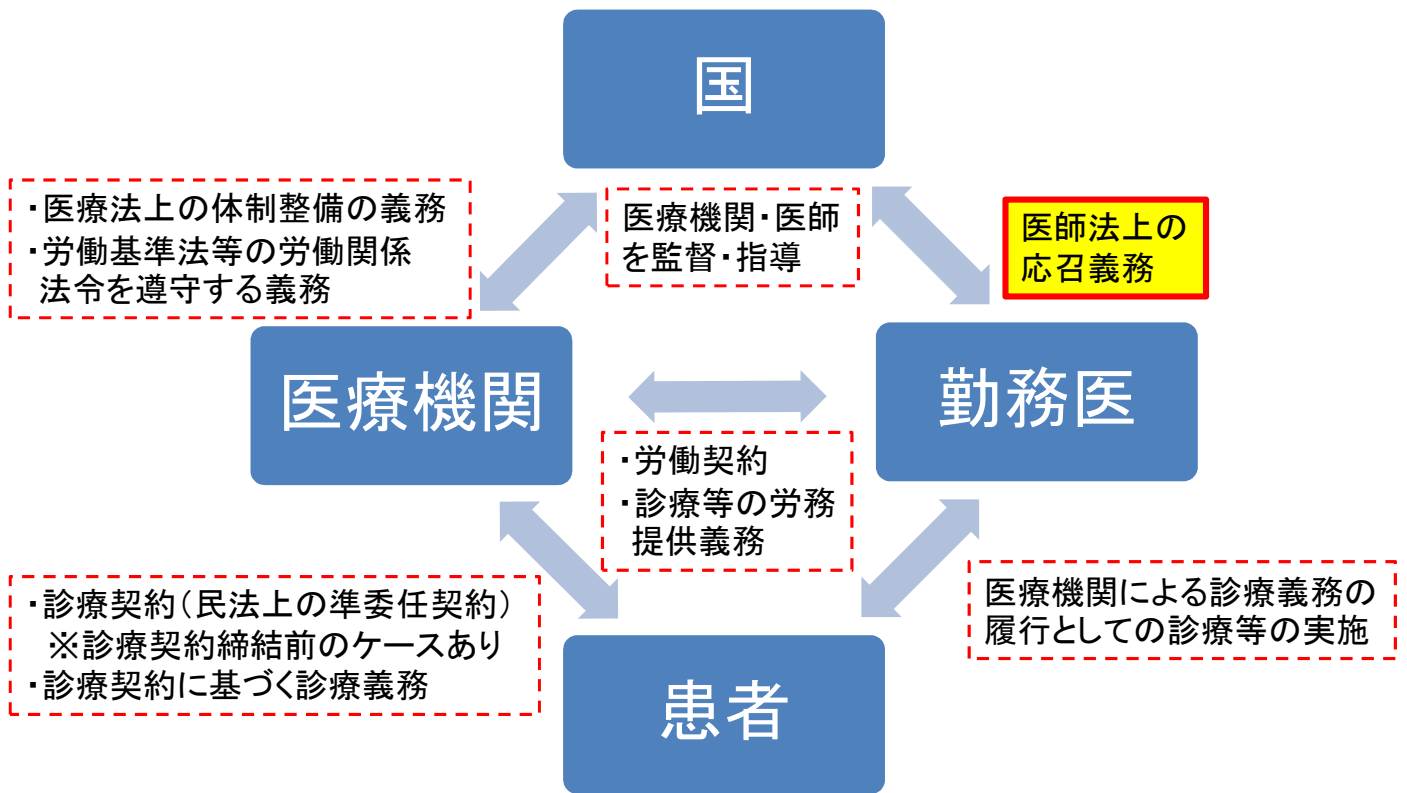 国
・医療法上の体制整備の義務
・労働基準法等の労働関係
法令を遵守する義務
医療機関・医師
を監督・指導
医師法上の
応召義務
医療機関
勤務医
・労働契約
・診療等の労務
提供義務
・診療契約（民法上の準委任契約）
※診療契約締結前のケースあり
・診療契約に基づく診療義務
医療機関による診療義務の
履行としての診療等の実施
患者